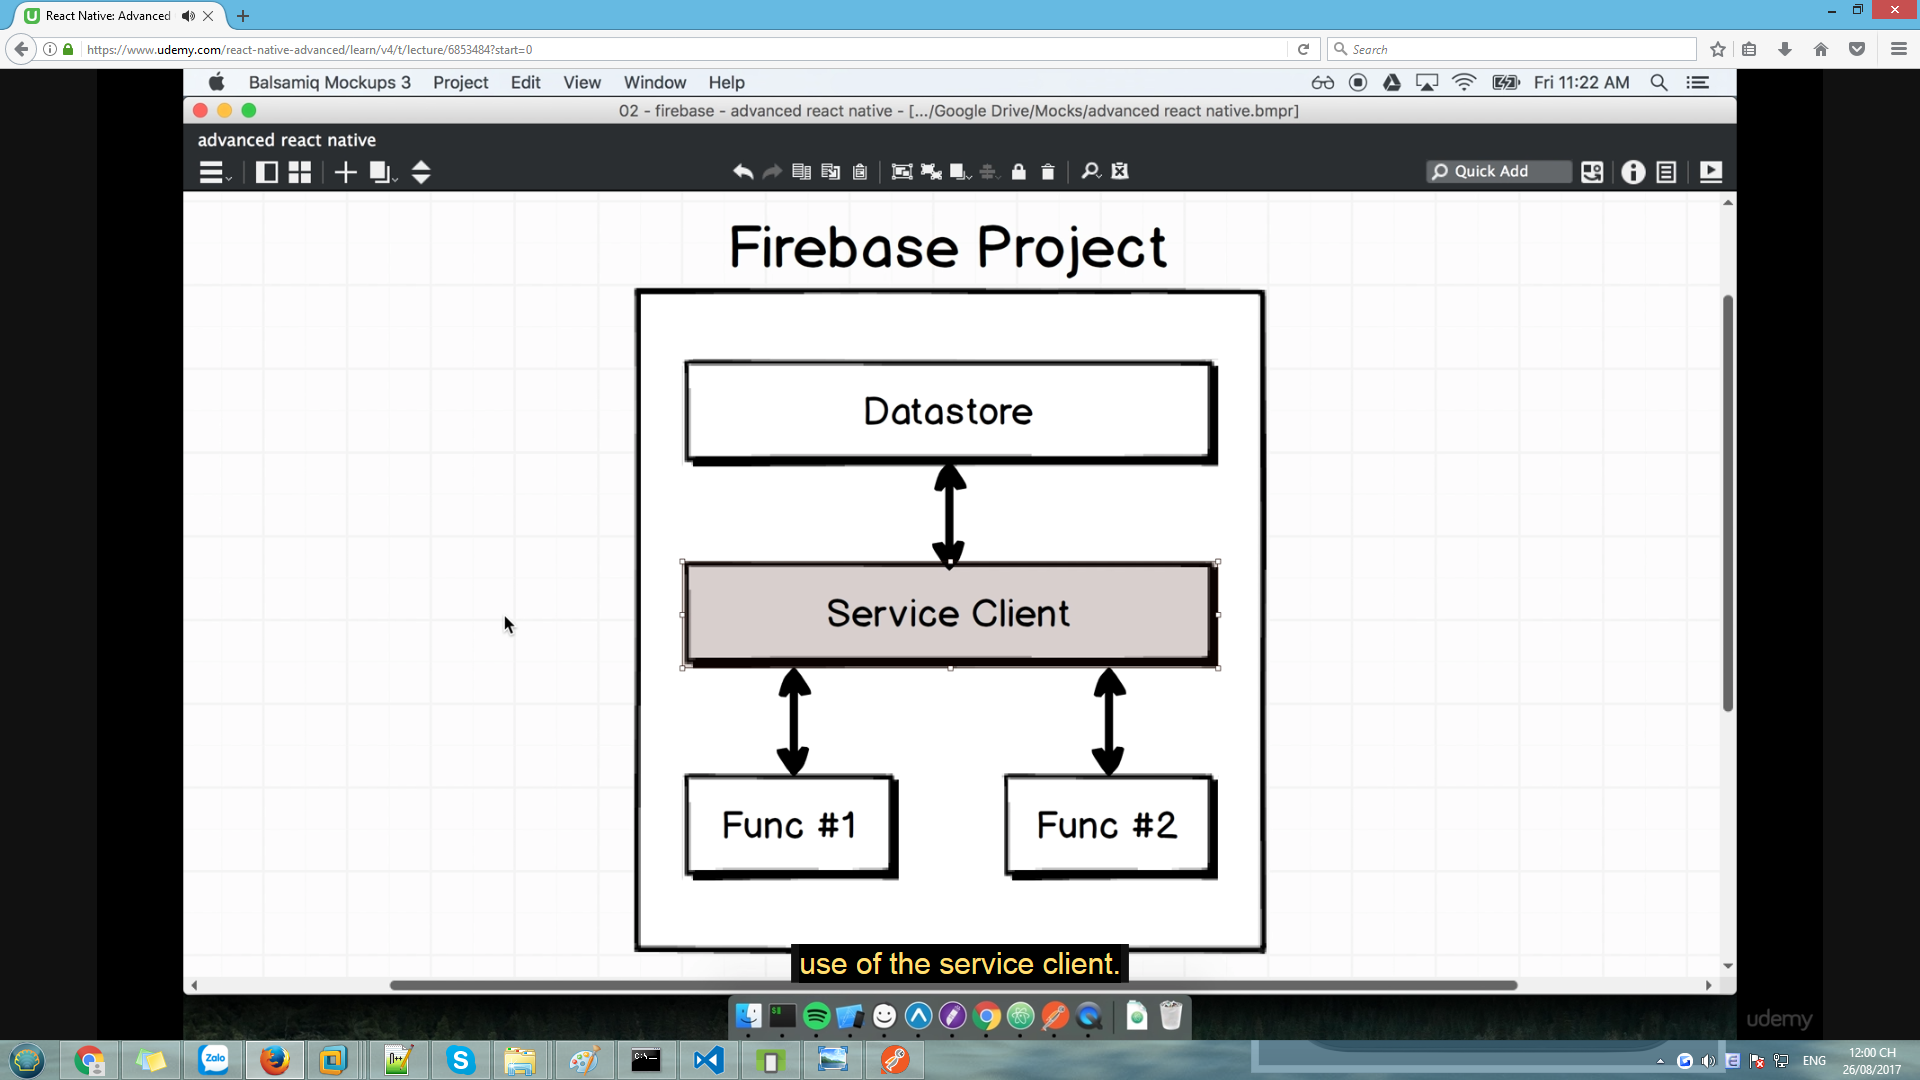 React Native: Advanced
https://www.udemy.com/react-native-advanced/learn/v4/t/lecture/6853484?start=0
Search
Balsamiq Mockups 3 Project Edit View Window Help
Fri 11:22 AM
02 - firebase - advanced react native - [.../Google Drive/Mocks/advanced react native.bmpr]
advanced react native
Quick Add
Firebase Project
Datastore
Service Client
Func #1
Func #2
use of the service client.
udemy
Zalo
ENG
12:00 CH
26/08/2017